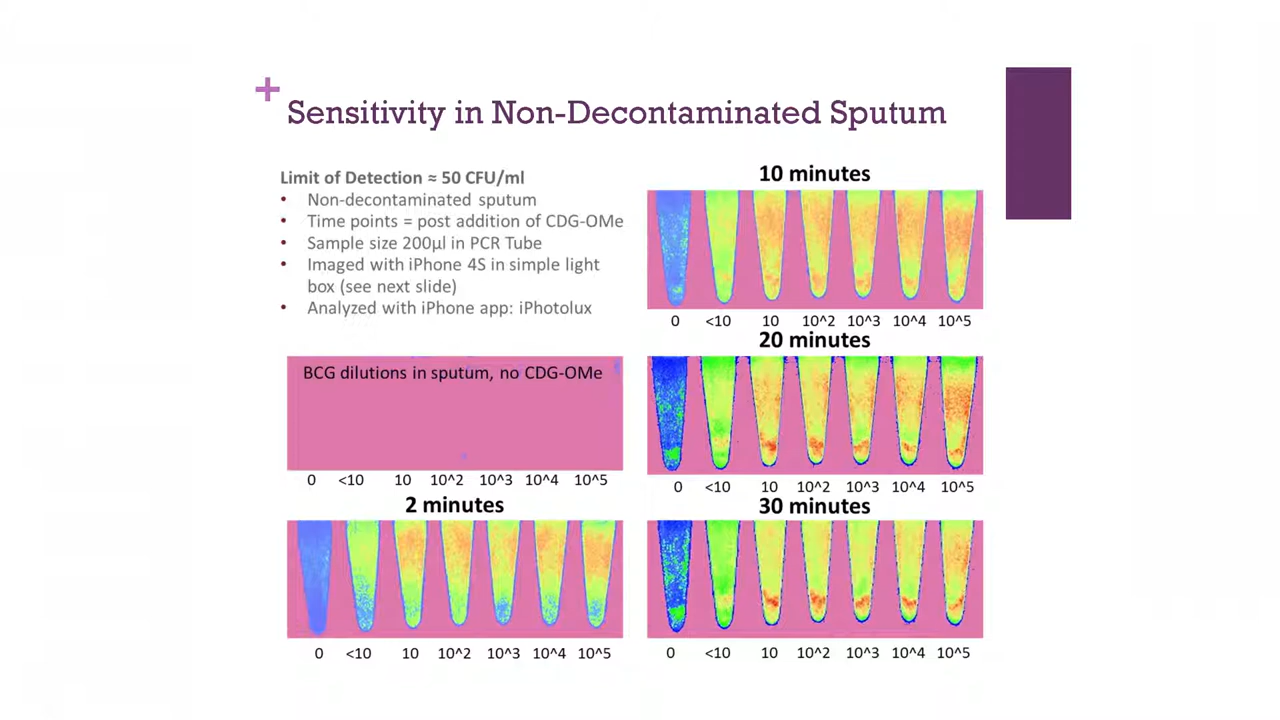 +
Sensitivity in Non-Decontaminated Sputum
Limit of Detection ≈ 50 CFU/ml
• Non-decontaminated sputum
• Time points = post addition of CDG-OMe
• Sample size 200µl in PCR Tube
• Imaged with iPhone 4S in simple light
box (see next slide)
• Analyzed with iPhone app: iPhotolux
BCG dilutions in sputum, no CDG-OMe
0 <10 10 10^2 10^3 10^4 10^5
2 minutes
0 <10 10 10^2 10^3 10^4 10^5
10 minutes
0 <10 10 10^2 10^3 10^4 10^5
20 minutes
0 <10 10 10^2 10^3 10^4 10^5
30 minutes
0 <10 10 10^2 10^3 10^4 10^5